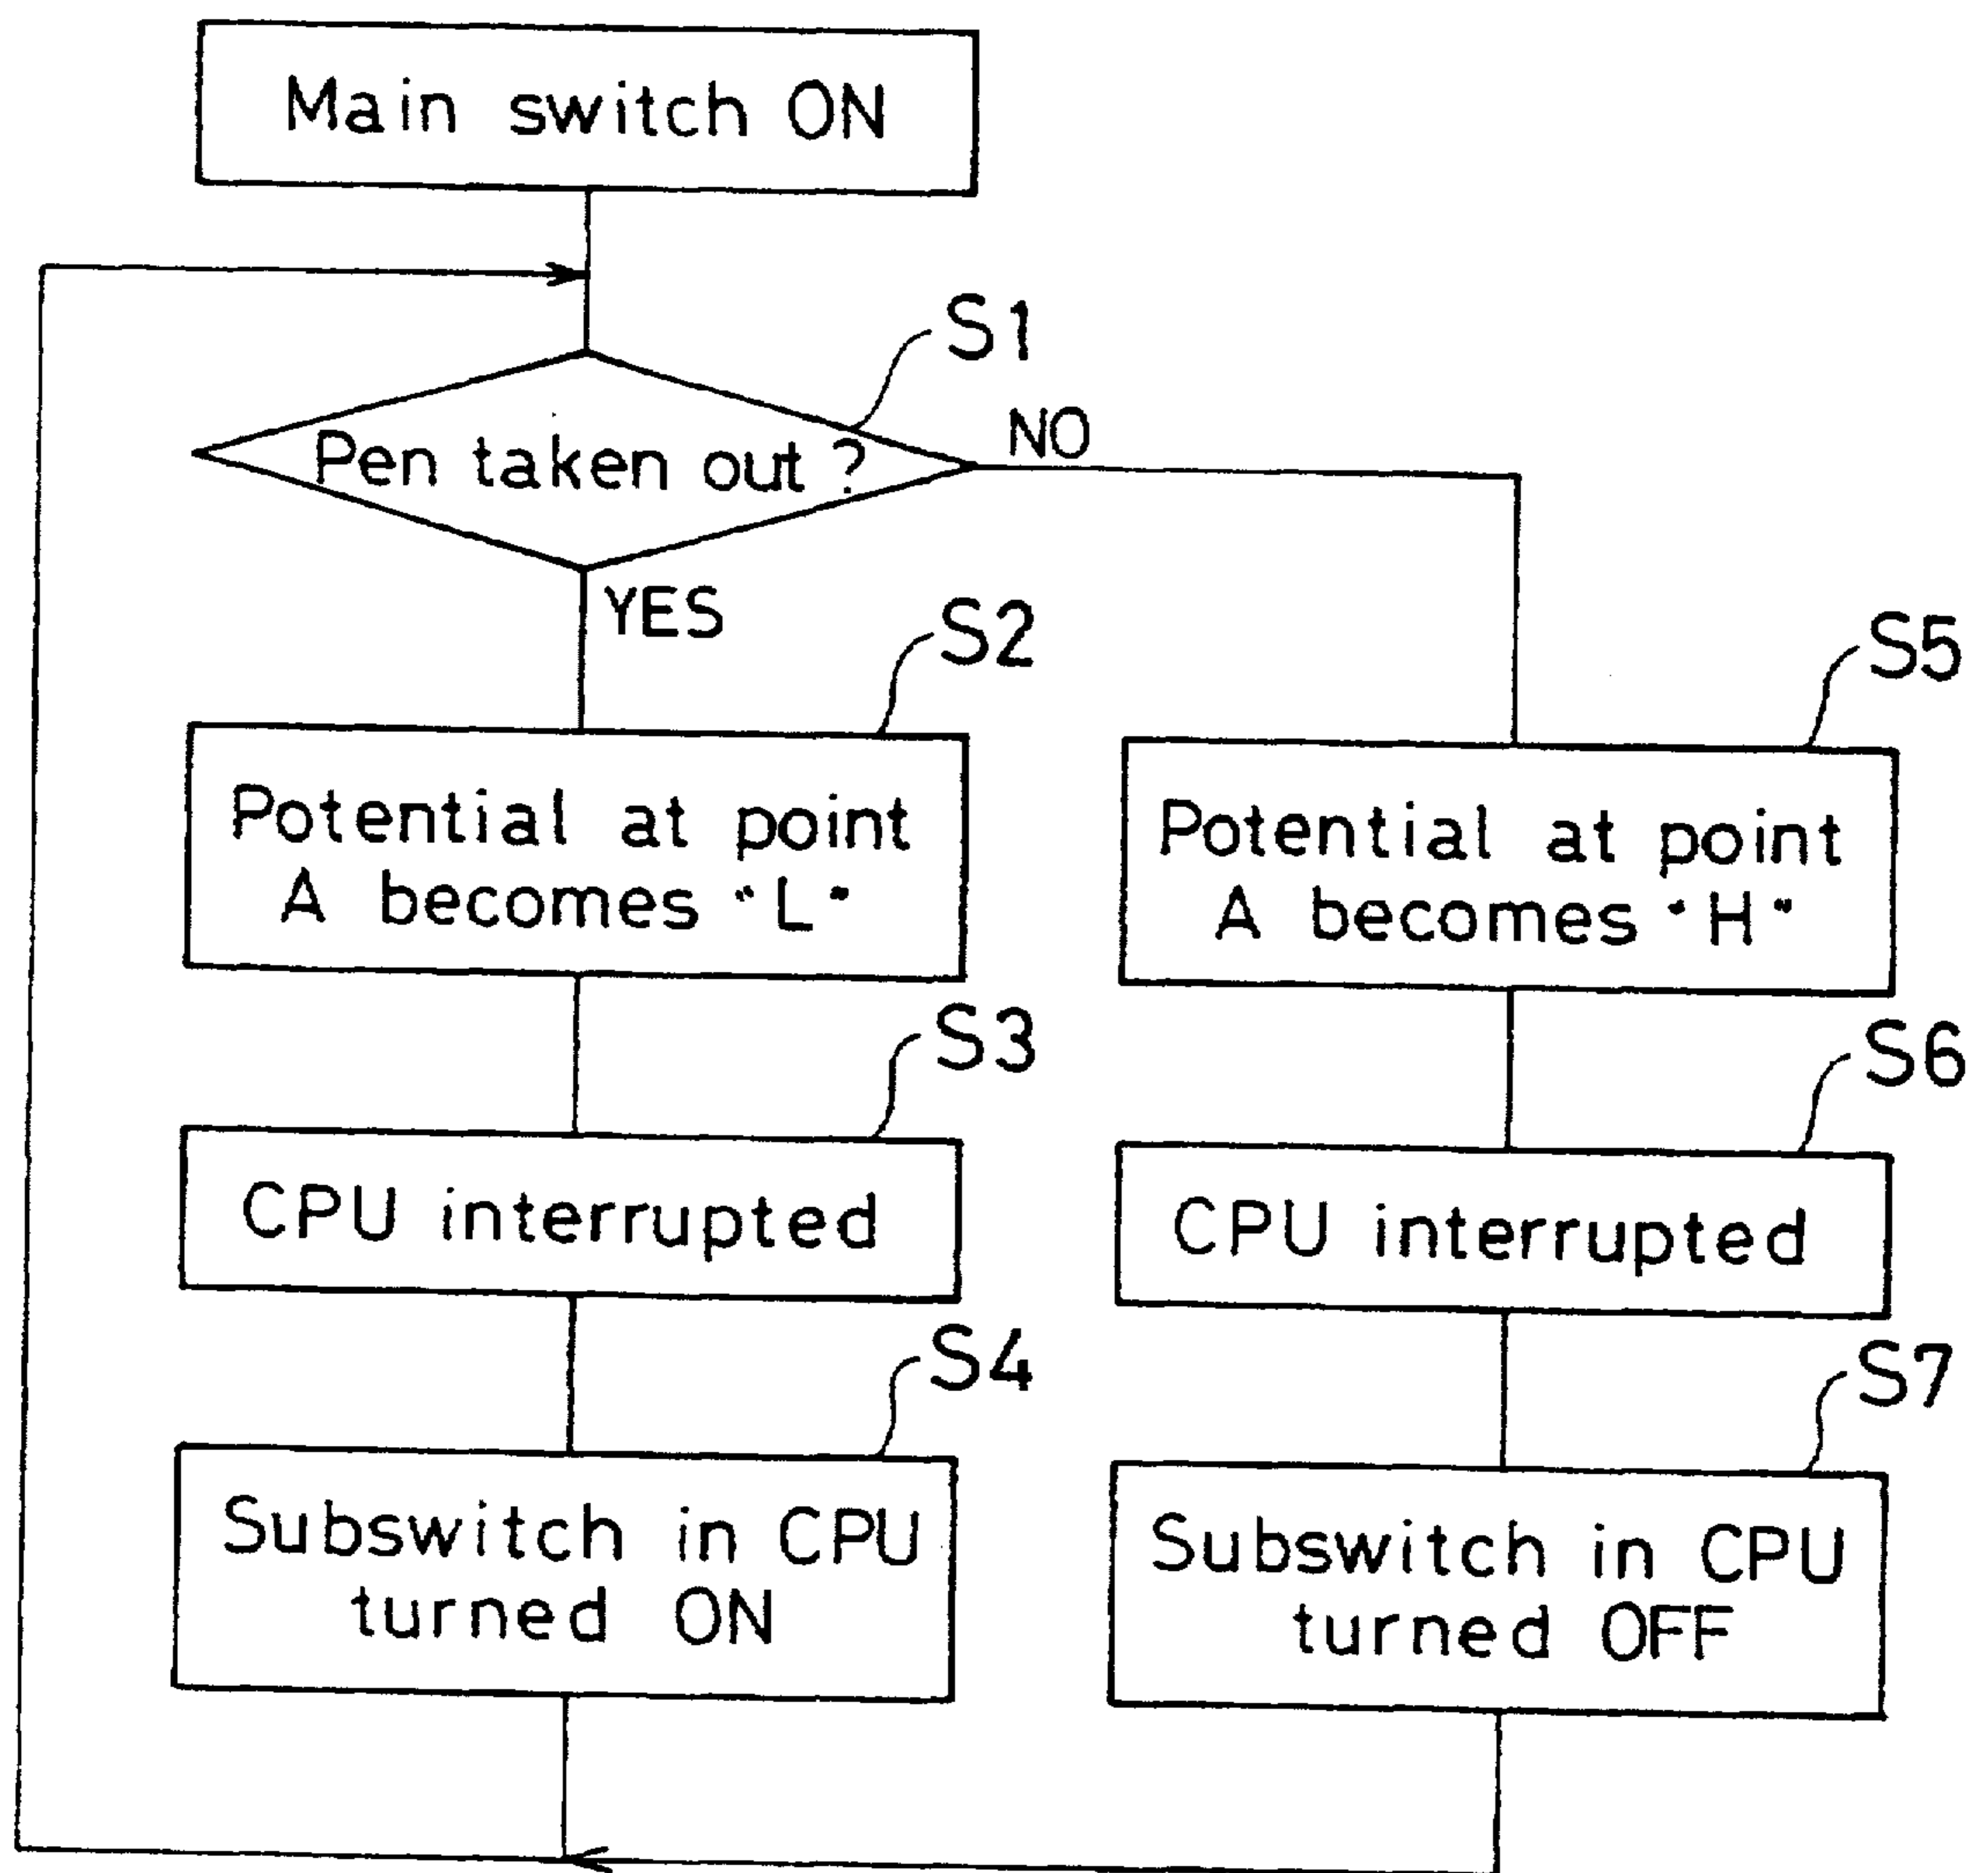 Main switch ON
S1
Pen taken out ?
NO
YES
S2
Potential at point
A becomes "L"
S3
CPU interrupted
S4
Subswitch in CPU
turned ON
S5
Potential at point
A becomes "H"
S6
CPU interrupted
S7
Subswitch in CPU
turned OFF